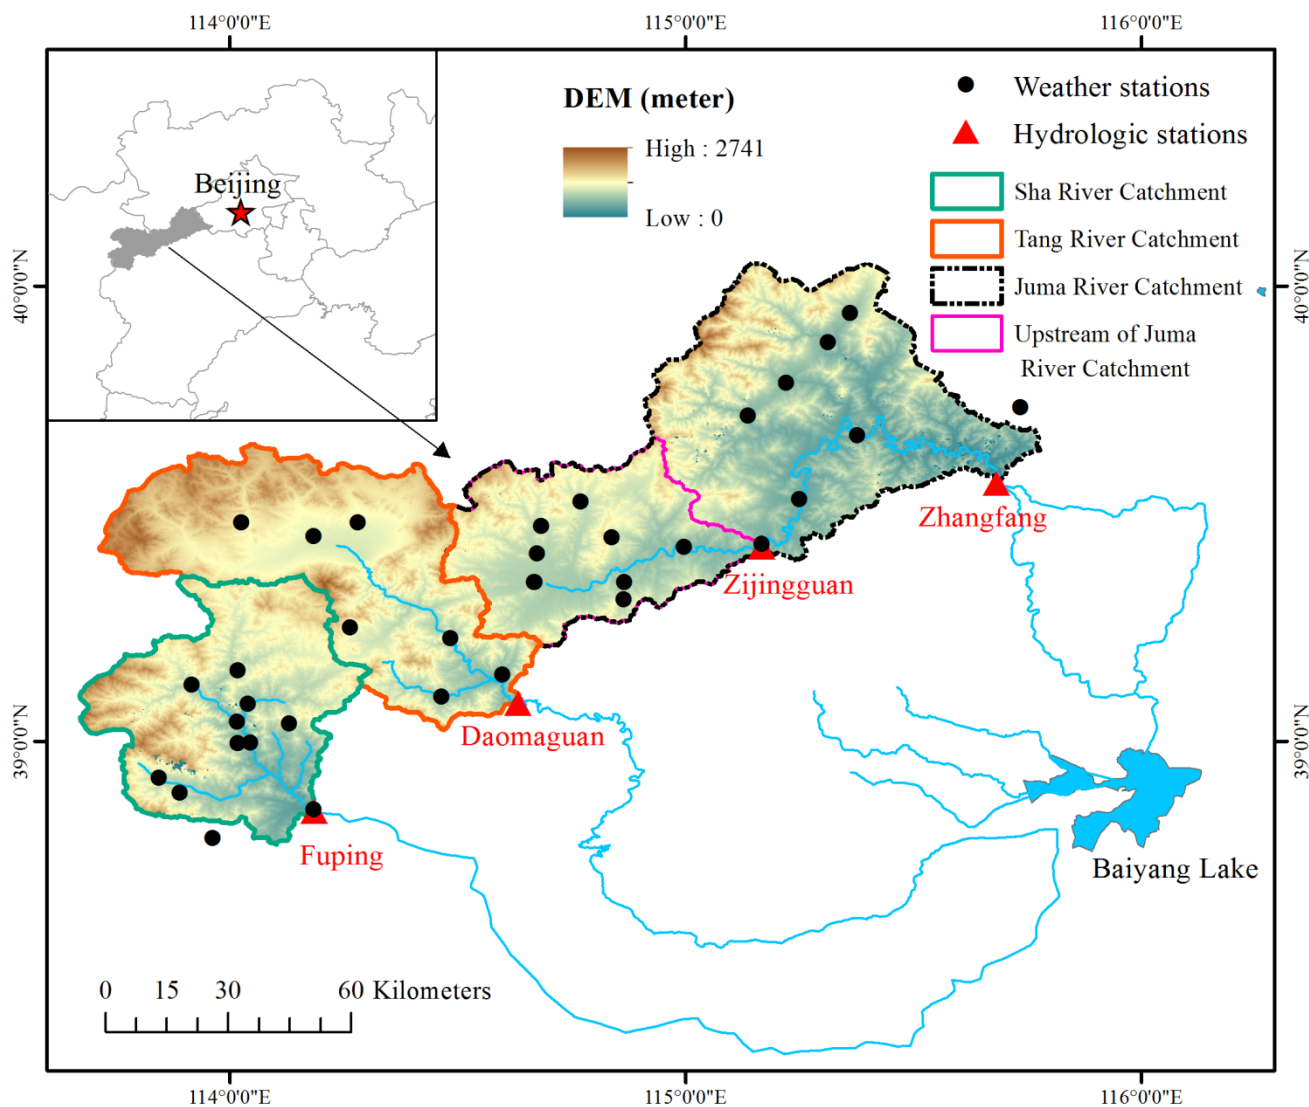 114°0'0"E
115°0'0"E
116°0'0"E
40°0'0"N
39°0'0"N
Beijing
DEM (meter)
High : 2741
Low : 0
Weather stations
Hydrologic stations
Sha River Catchment
Tang River Catchment
Juma River Catchment
Upstream of Juma
River Catchment
40°0'0"N
39°0'0"N
Zhangfang
Zijingguan
Daomaguan
Fuping
Baiyang Lake
0 15 30 60 Kilometers
114°0'0"E
115°0'0"E
116°0'0"E